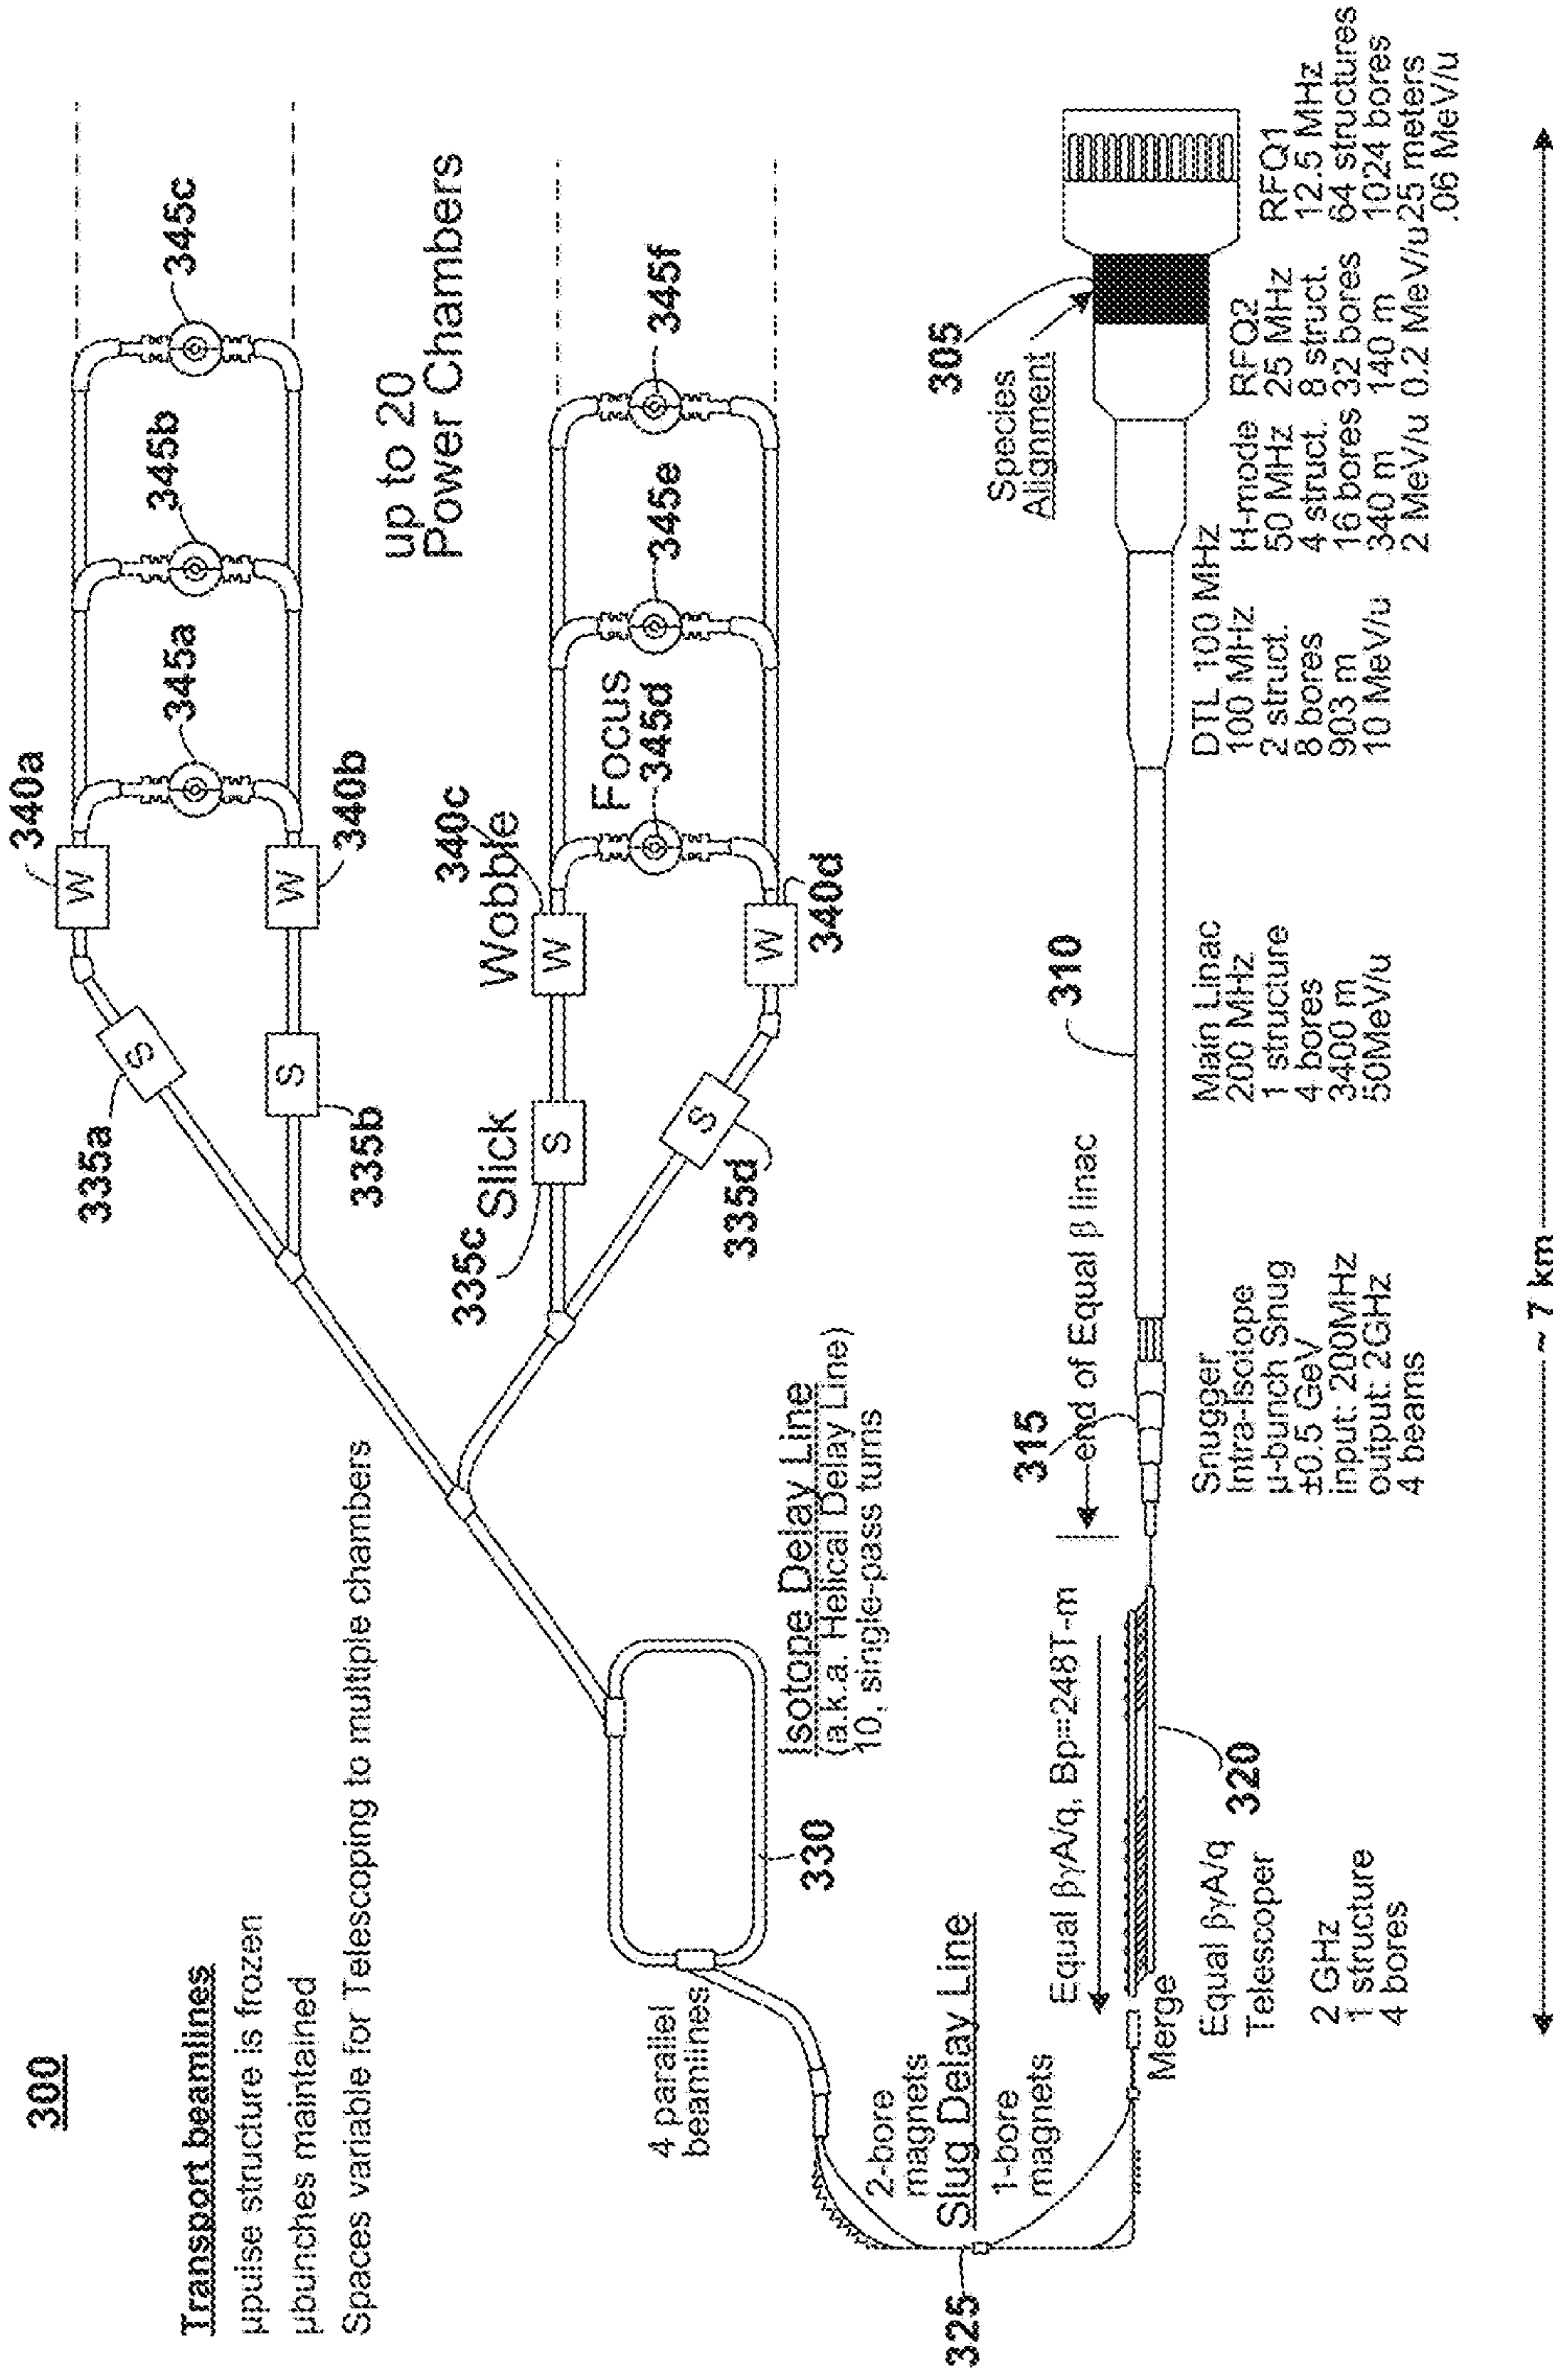 300
Transport beamlines
µpulse structure is frozen
µbunches maintained
Spaces variable for Telescoping to multiple chambers
340a
345a
345b
345c
335a
W
S
S
W
335b
340b
up to 20
Power Chambers
335c
Slick
340c
Wobble
S
W
Focus
345d
345e
345f
S
W
335d
340d
4 parallel
beamlines
330
Isotope Delay Line
(a.k.a. Helical Delay Line)
10, single-pass turns
2-bore
magnets
Slug Delay Line
1-bore
magnets
325
Equal βγA/q, Bρ=248T-m
315
end of Equal β linac
310
Species
Alignment
305
Merge
320
Equal βγA/q
Telescoper
2 GHz
1 structure
4 bores
Snugger
Intra-Isotope
µ-bunch Snug
±0.5 GeV
input: 200MHz
output: 2GHz
4 beams
Main Linac
200 MHz
1 structure
4 bores
3400 m
50MeV/u
DTL 100 MHz
100 MHz
2 struct.
8 bores
903 m
10 MeV/u
H-mode
50 MHz
4 struct.
16 bores
340 m
2 MeV/u
RFQ2
25 MHz
8 struct.
32 bores
140 m
0.2 MeV/u
RFQ1
12.5 MHz
64 structures
1024 bores
25 meters
.06 MeV/u
~ 7 km